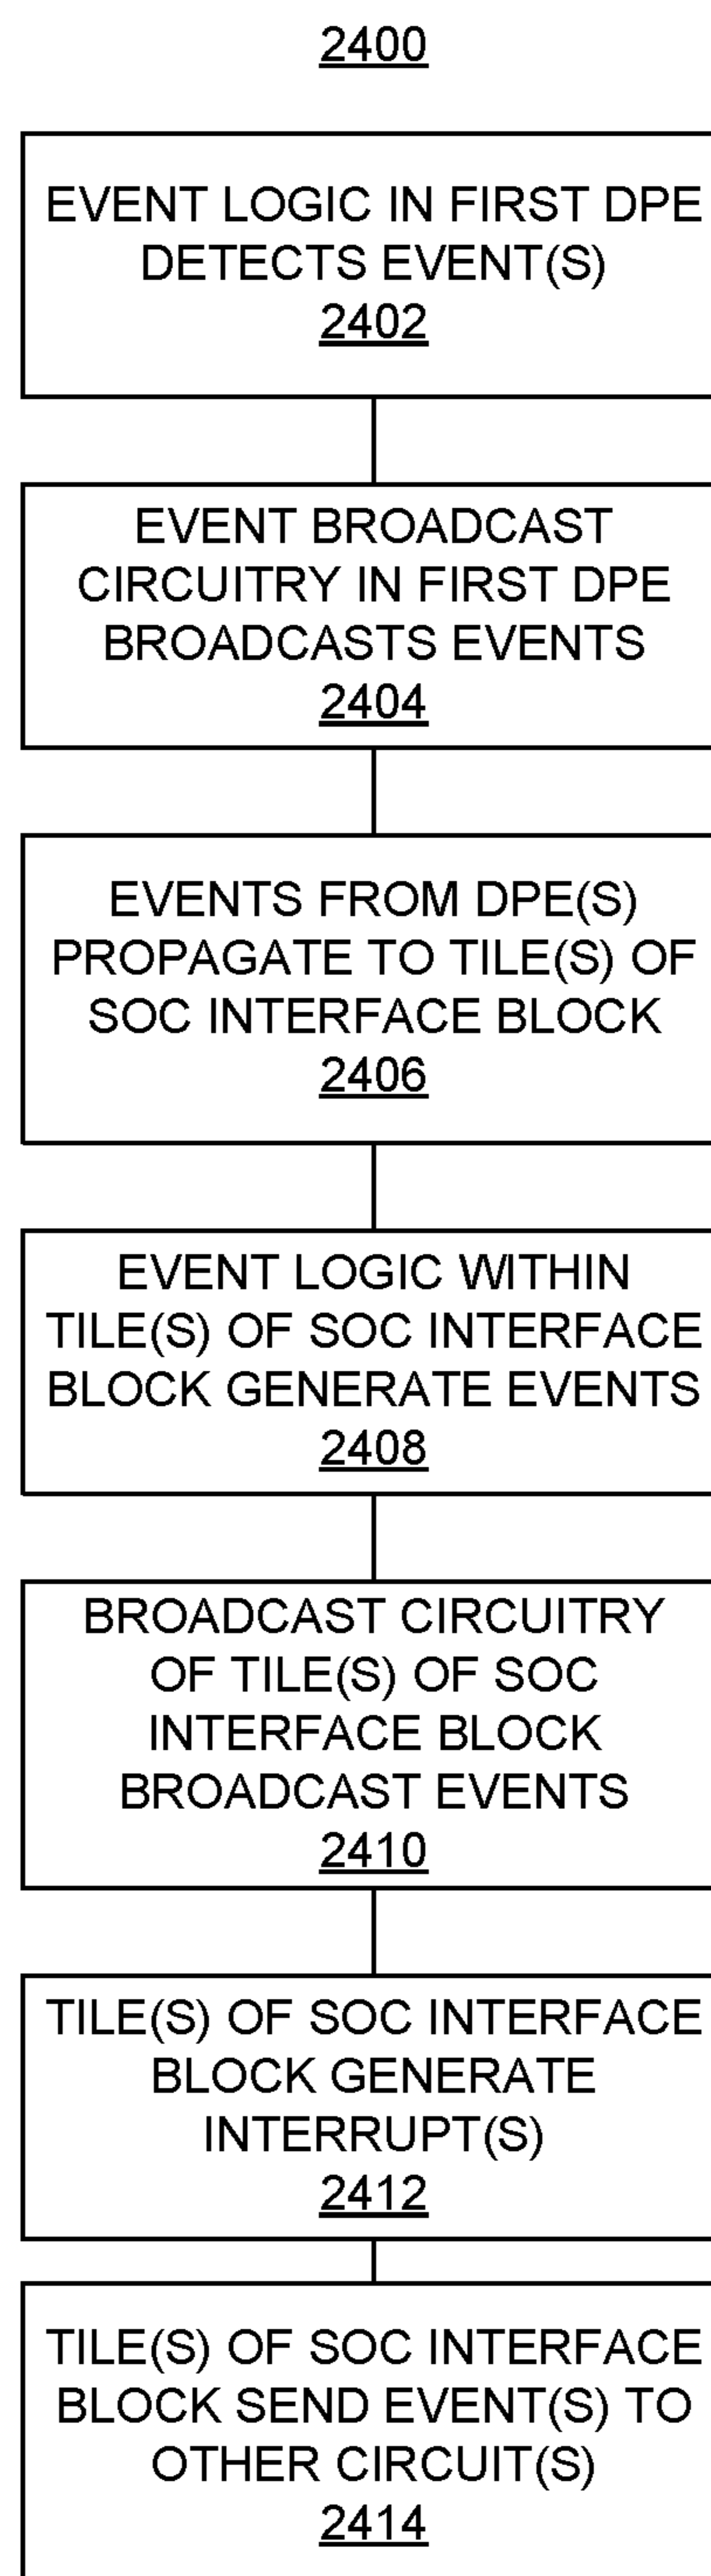 2400
EVENT LOGIC IN FIRST DPE
DETECTS EVENT(S)
2402
EVENT BROADCAST
CIRCUITRY IN FIRST DPE
BROADCASTS EVENTS
2404
EVENTS FROM DPE(S)
PROPAGATE TO TILE(S) OF
SOC INTERFACE BLOCK
2406
EVENT LOGIC WITHIN
TILE(S) OF SOC INTERFACE
BLOCK GENERATE EVENTS
2408
BROADCAST CIRCUITRY
OF TILE(S) OF SOC
INTERFACE BLOCK
BROADCAST EVENTS
2410
TILE(S) OF SOC INTERFACE
BLOCK GENERATE
INTERRUPT(S)
2412
TILE(S) OF SOC INTERFACE
BLOCK SEND EVENT(S) TO
OTHER CIRCUIT(S)
2414